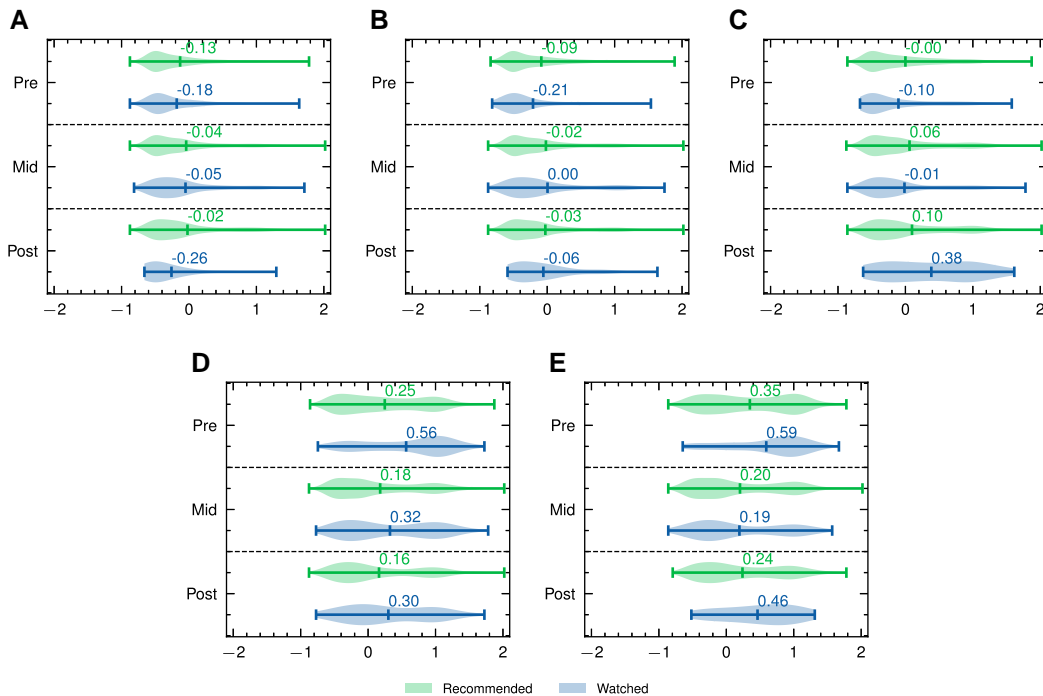 A
B
C
-0.13
-0.09
-0.00
Pre
Pre
Pre
-0.18
-0.21
-0.10
-0.04
-0.02
0.06
Mid
Mid
Mid
-0.05
0.00
-0.01
-0.02
-0.03
0.10
Post
Post
Post
-0.26
-0.06
0.38
−2 −1 0 1 2
−2 −1 0 1 2
−2 −1 0 1 2
D
E
0.25
0.35
Pre
Pre
0.56
0.59
0.18
0.20
Mid
Mid
0.32
0.19
0.16
0.24
Post
Post
0.30
0.46
−2 −1 0 1 2
−2 −1 0 1 2
Recommended Watched